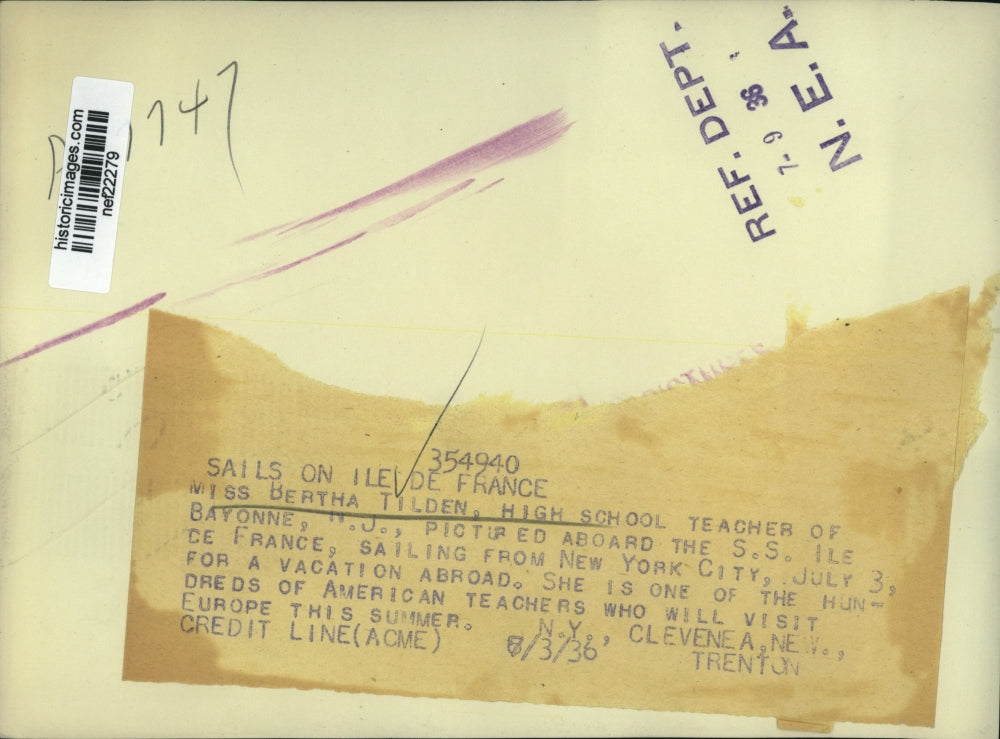 historicimages.com
nef22279
747
REF. DEPT.
7-9 36
N. E. A.
354940
SAILS ON ILE DE FRANCE
MISS BERTHA TILDEN, HIGH SCHOOL TEACHER OF
BAYONNE, N.J., PICTURED ABOARD THE S.S. ILE
DE FRANCE, SAILING FROM NEW YORK CITY, JULY 3,
FOR A VACATION ABROAD. SHE IS ONE OF THE HUN-
DREDS OF AMERICAN TEACHERS WHO WILL VISIT
EUROPE THIS SUMMER. N.Y., CLEVENEA, NEW.,
CREDIT LINE(ACME) /3/36 TRENTON